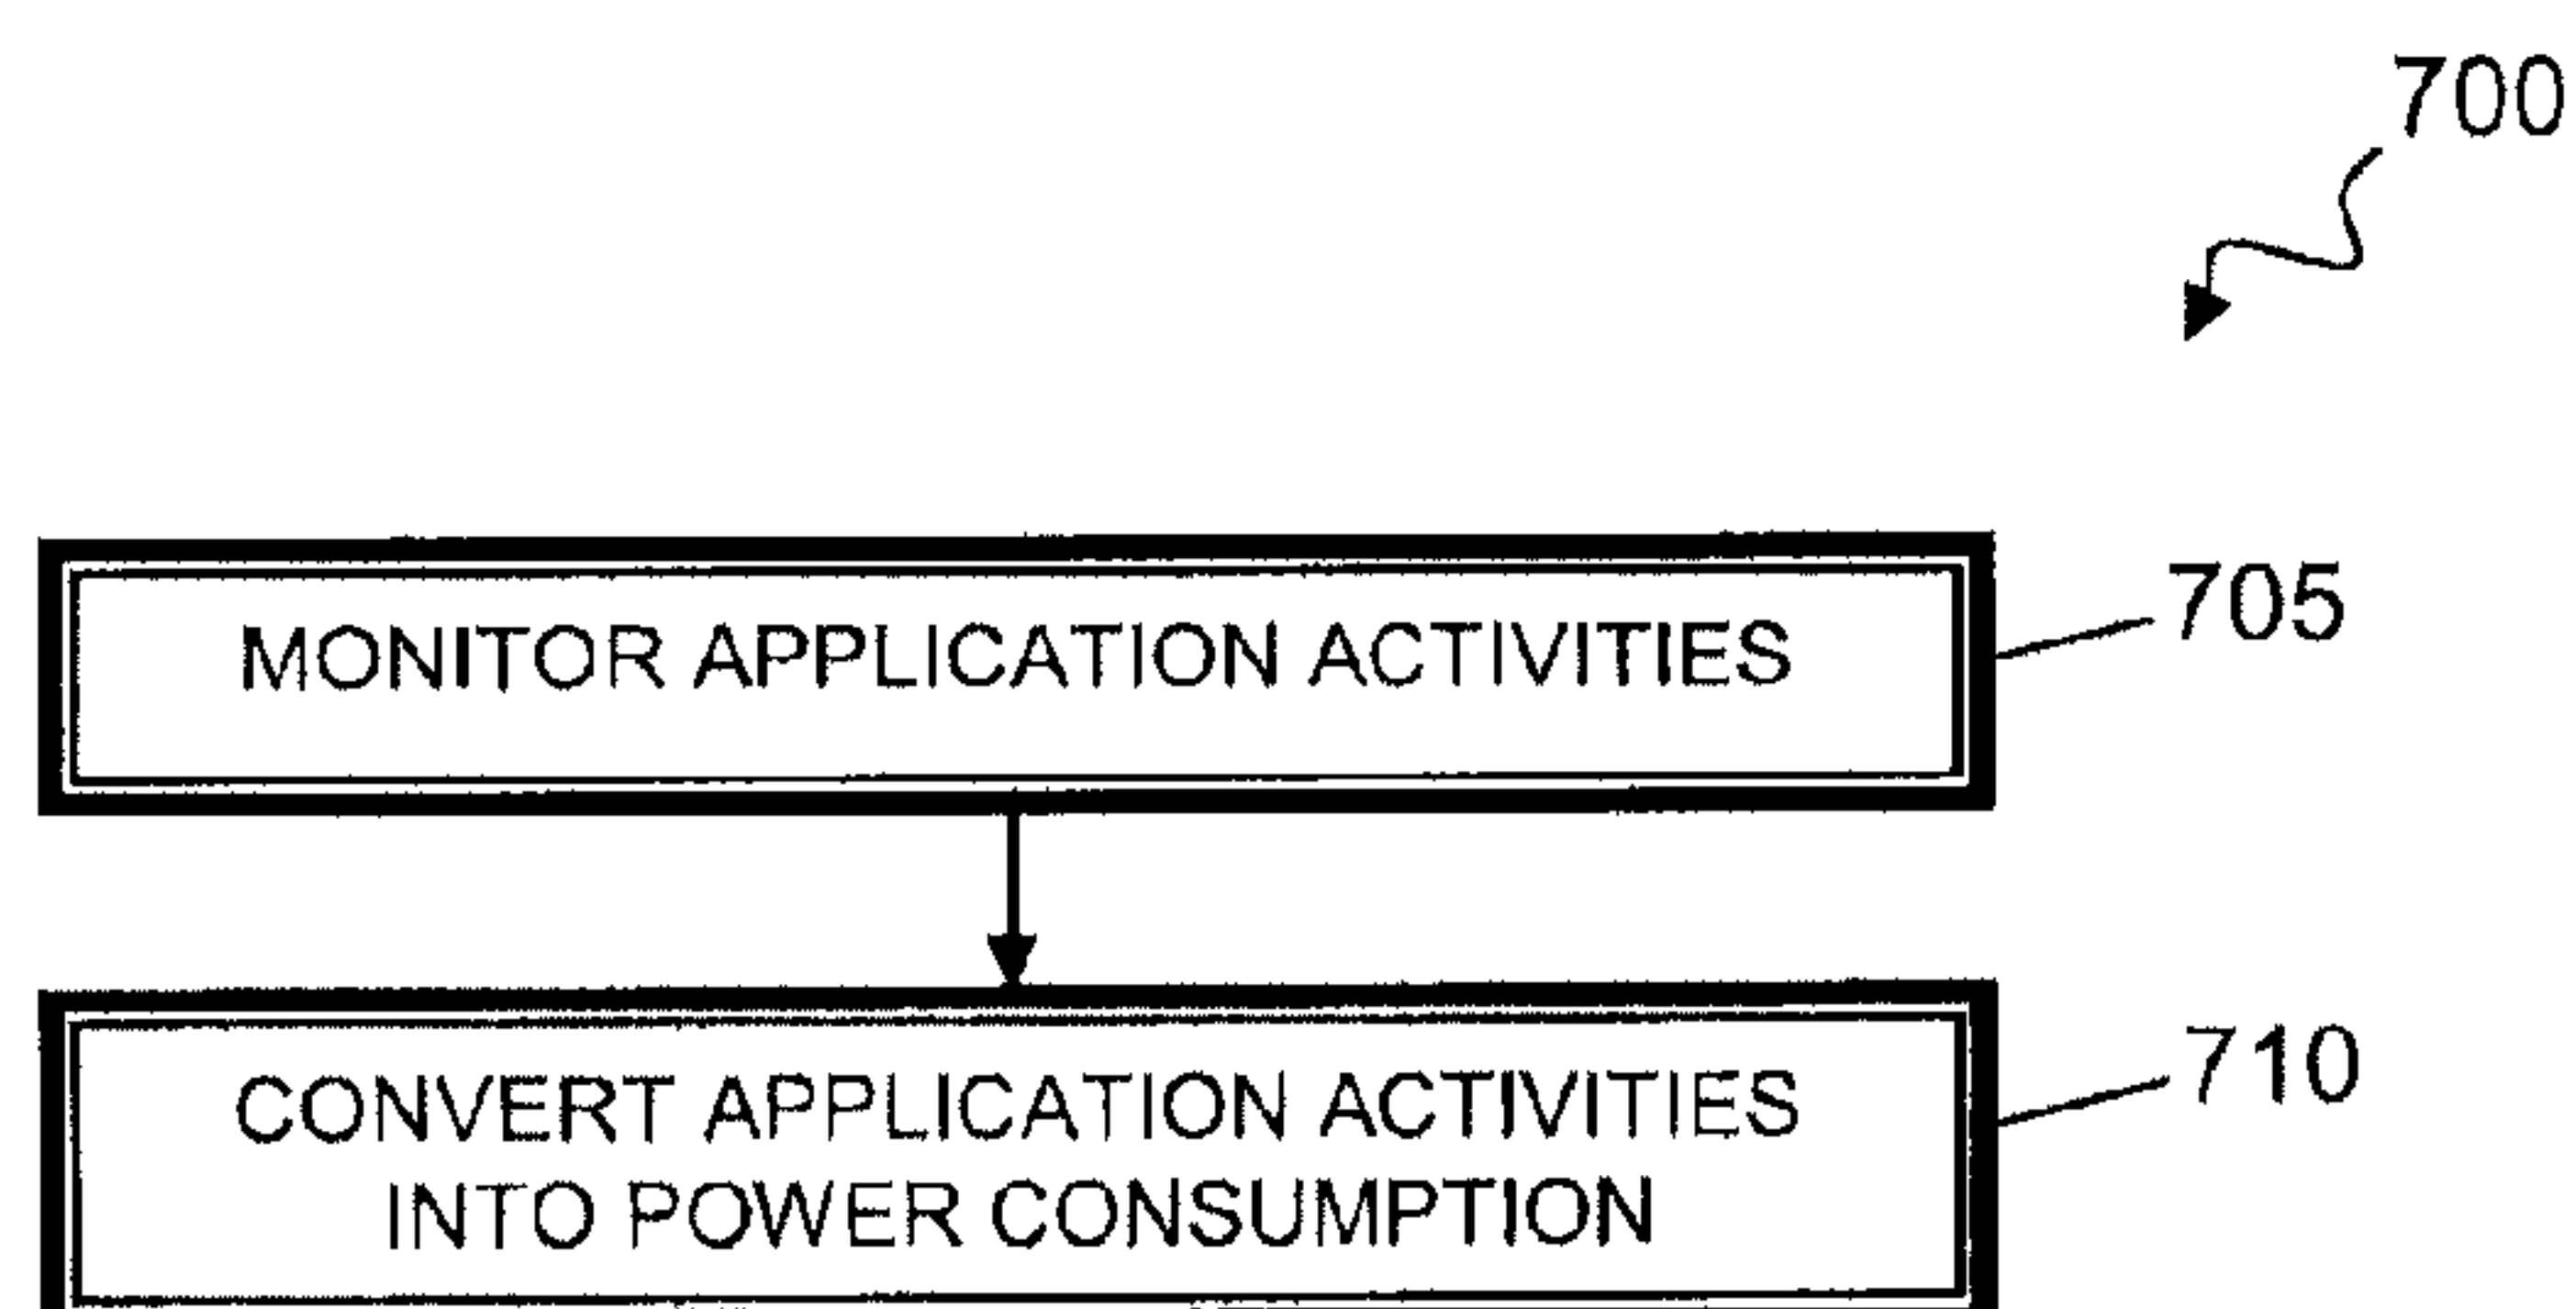 700
MONITOR APPLICATION ACTIVITIES
705
CONVERT APPLICATION ACTIVITIES
INTO POWER CONSUMPTION
710